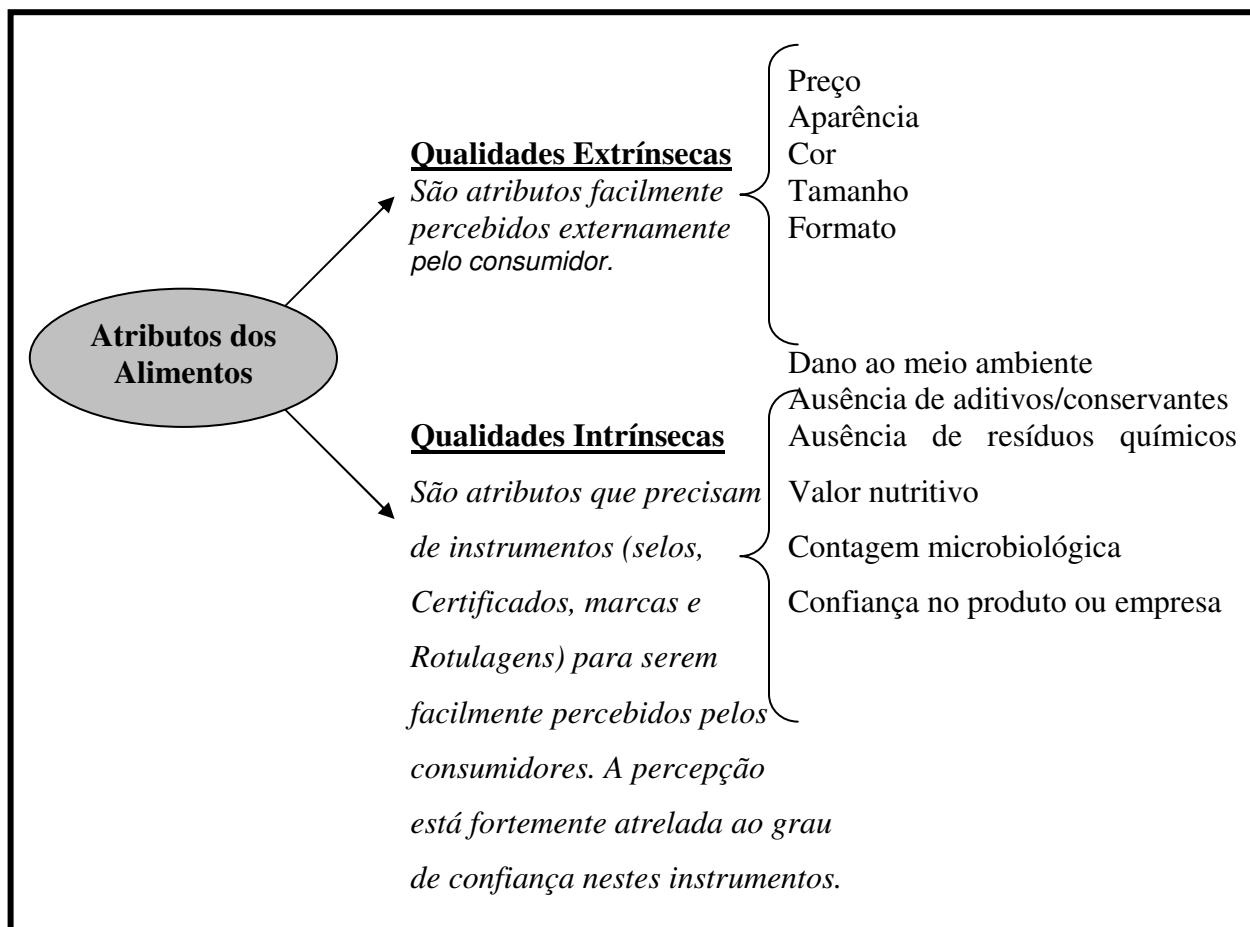 Atributos dos
Alimentos
Qualidades Extrínsecas
São atributos facilmente
percebidos externamente
pelo consumidor.
Preço
Aparência
Cor
Tamanho
Formato
Qualidades Intrínsecas
São atributos que precisam
de instrumentos (selos,
Certificados, marcas e
Rotulagens) para serem
facilmente percebidos pelos
consumidores. A percepção
está fortemente atrelada ao grau
de confiança nestes instrumentos.
Dano ao meio ambiente
Ausência de aditivos/conservantes
Ausência de resíduos químicos
Valor nutritivo
Contagem microbiológica
Confiança no produto ou empresa